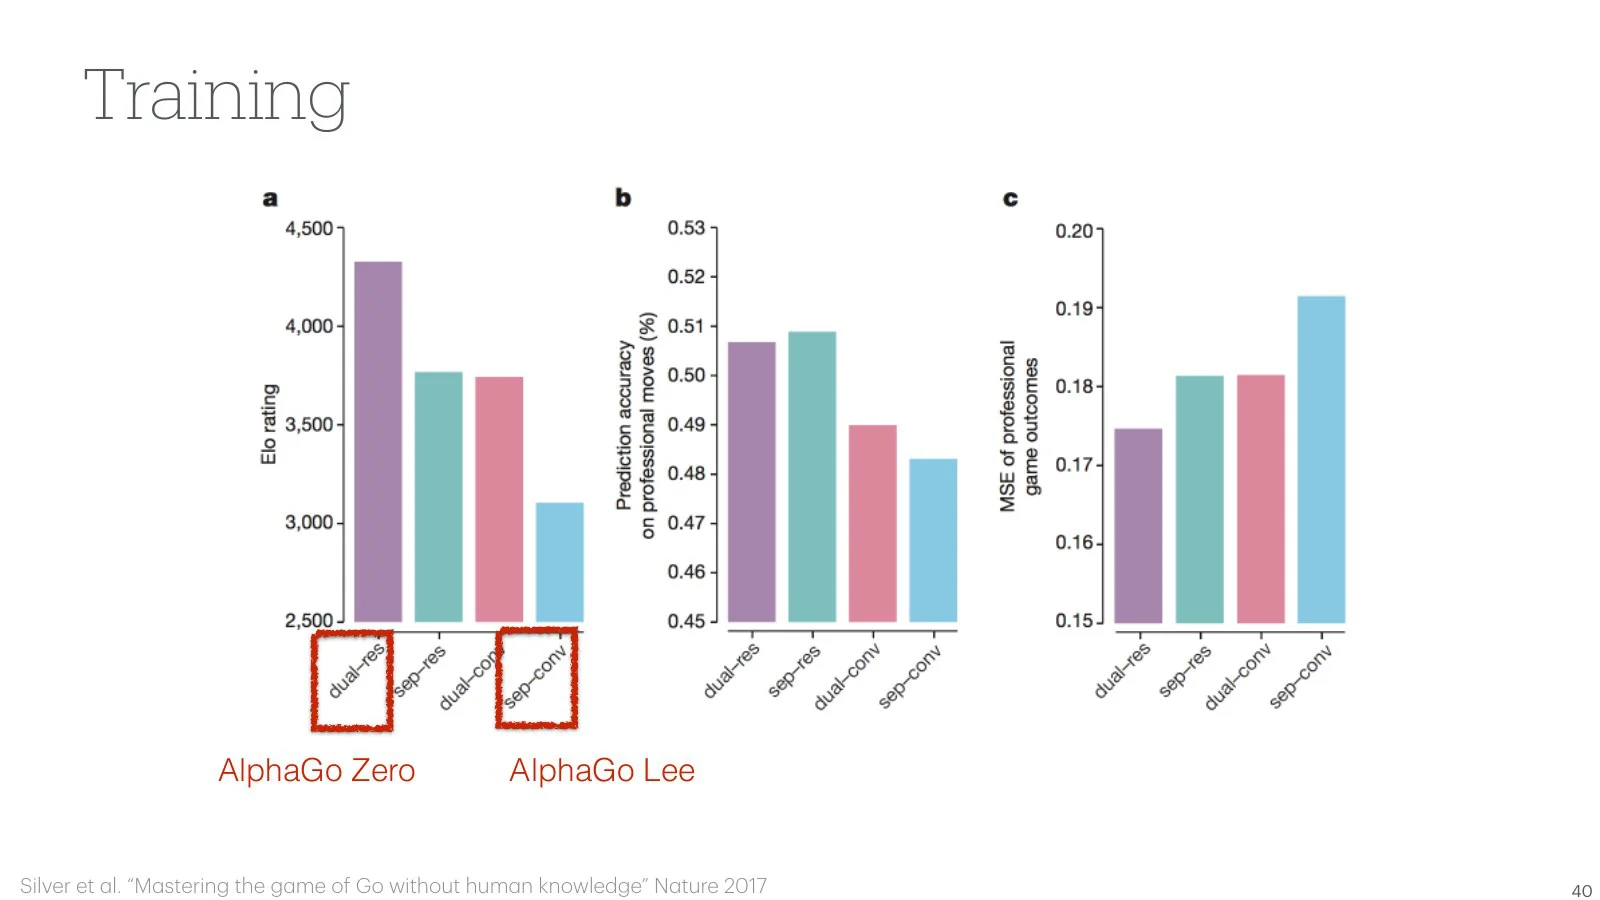 Training
a
4,500
4,000
3,500
3,000
2,500
Elo rating
dual–res
sep–res
dual–conv
sep–conv
b
0.53
0.52
0.51
0.50
0.49
0.48
0.47
0.46
0.45
Prediction accuracy
on professional moves (%)
dual–res
sep–res
dual–conv
sep–conv
c
0.20
0.19
0.18
0.17
0.16
0.15
MSE of professional
game outcomes
dual–res
sep–res
dual–conv
sep–conv
AlphaGo Zero
AlphaGo Lee
Silver et al. “Mastering the game of Go without human knowledge” Nature 2017
40